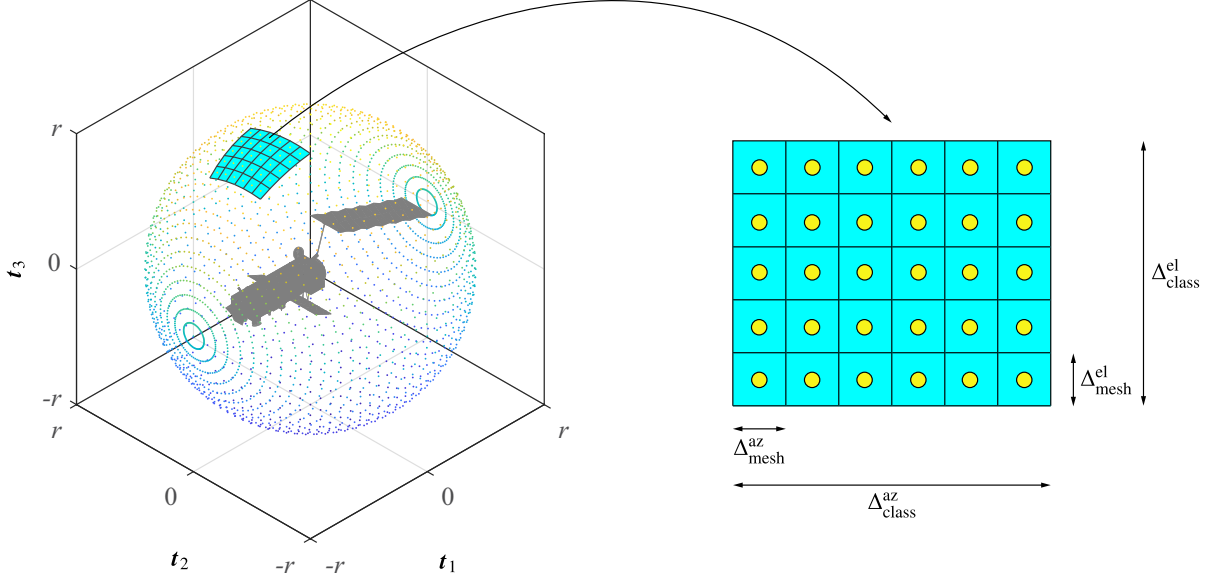 r
0
-r
t₃
r
0
-r
t₂
-r
0
r
t₁
Δ^el_class
Δ^el_mesh
Δ^az_mesh
Δ^az_class